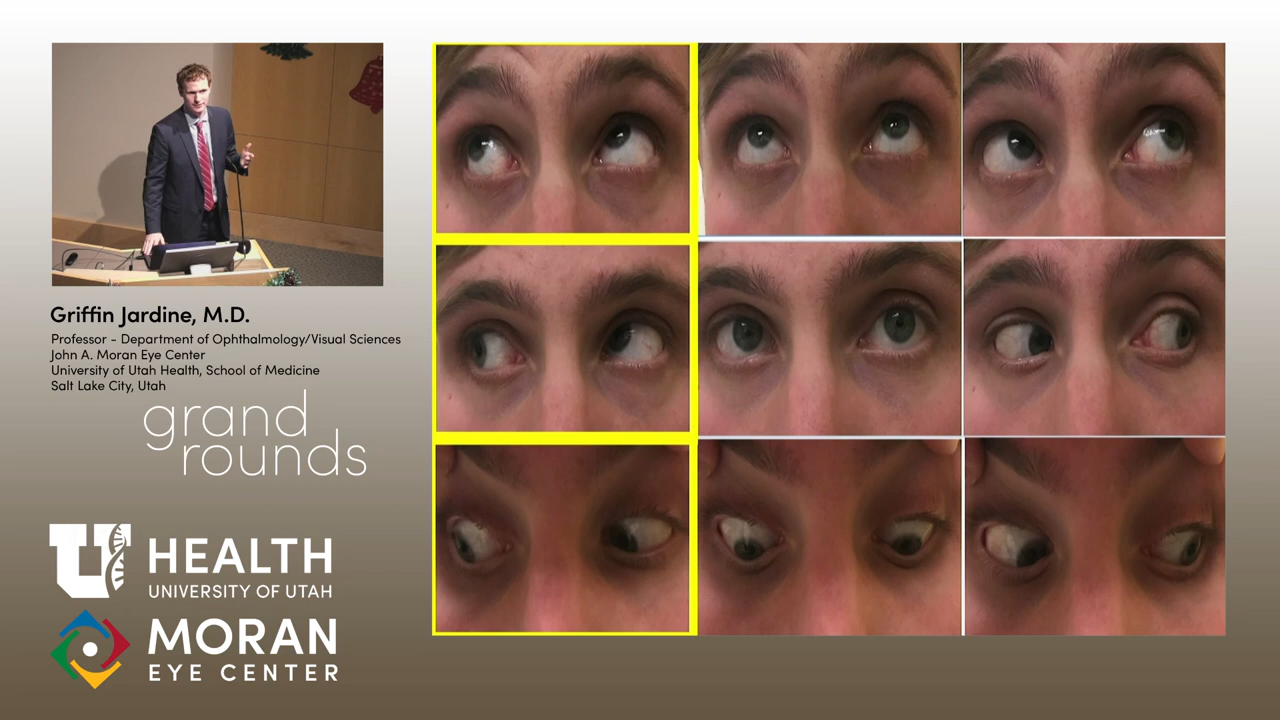 Griffin Jardine, M.D.
Professor - Department of Ophthalmology/Visual Sciences
John A. Moran Eye Center
University of Utah Health, School of Medicine
Salt Lake City, Utah
grand
rounds
U HEALTH
UNIVERSITY OF UTAH
MORAN
EYE CENTER